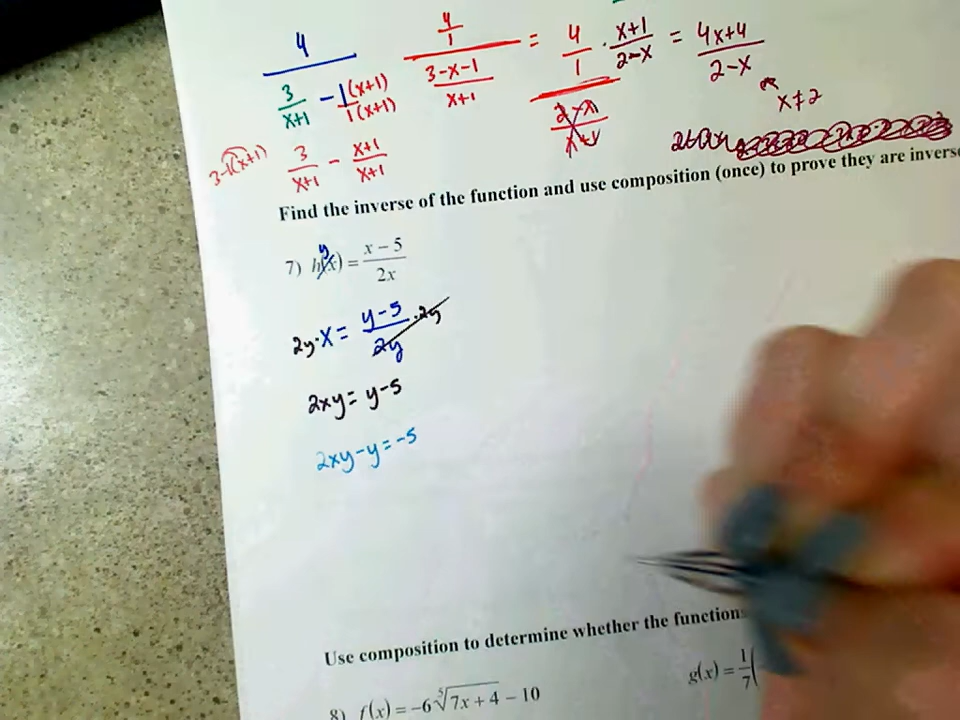 4 / (3/(x+1) - 1(x+1)/1(x+1))
(4/1) / ((3-x-1)/(x+1)) = (4/1) / ((2-x)/(x+1)) · (x+1)/(2-x) = (4x+4)/(2-x)
x≠2
3-1(x+1)
3/(x+1) - (x+1)/(x+1)
Find the inverse of the function and use composition (once) to prove they are inverse
7) h(x) = (x-5)/2x
y
2y·x = (y-5)/2y ·2y
2xy = y-5
2xy-y = -5
Use composition to determine whether the function
8) f(x) = -6⁵√(7x+4) - 10
g(x) = 1/7(